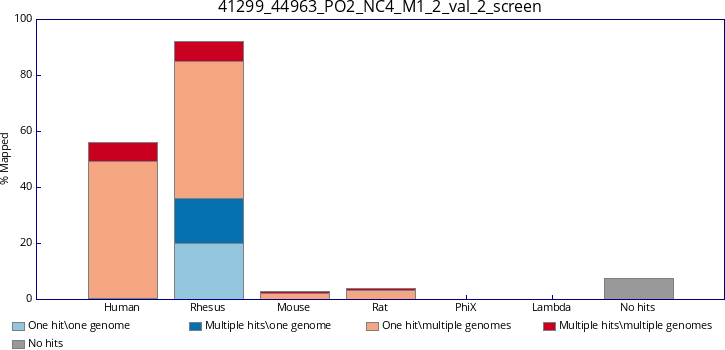 41299_44963_PO2_NC4_M1_2_val_2_screen
100
80
60
40
20
0
% Mapped
Human Rhesus Mouse Rat PhiX Lambda No hits
One hit\one genome Multiple hits\one genome One hit\multiple genomes Multiple hits\multiple genomes
No hits